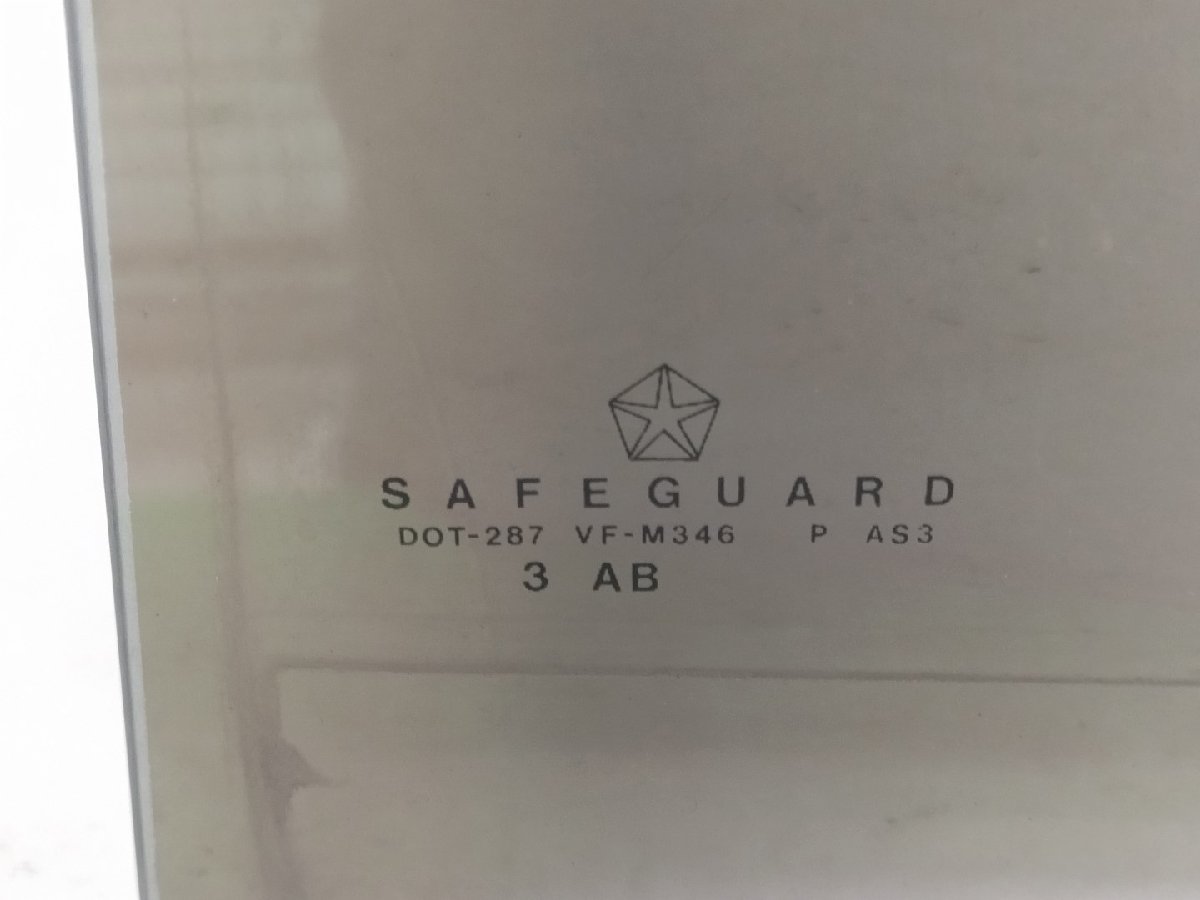 SAFEGUARD
DOT-287 VF-M346 P AS3
3 AB